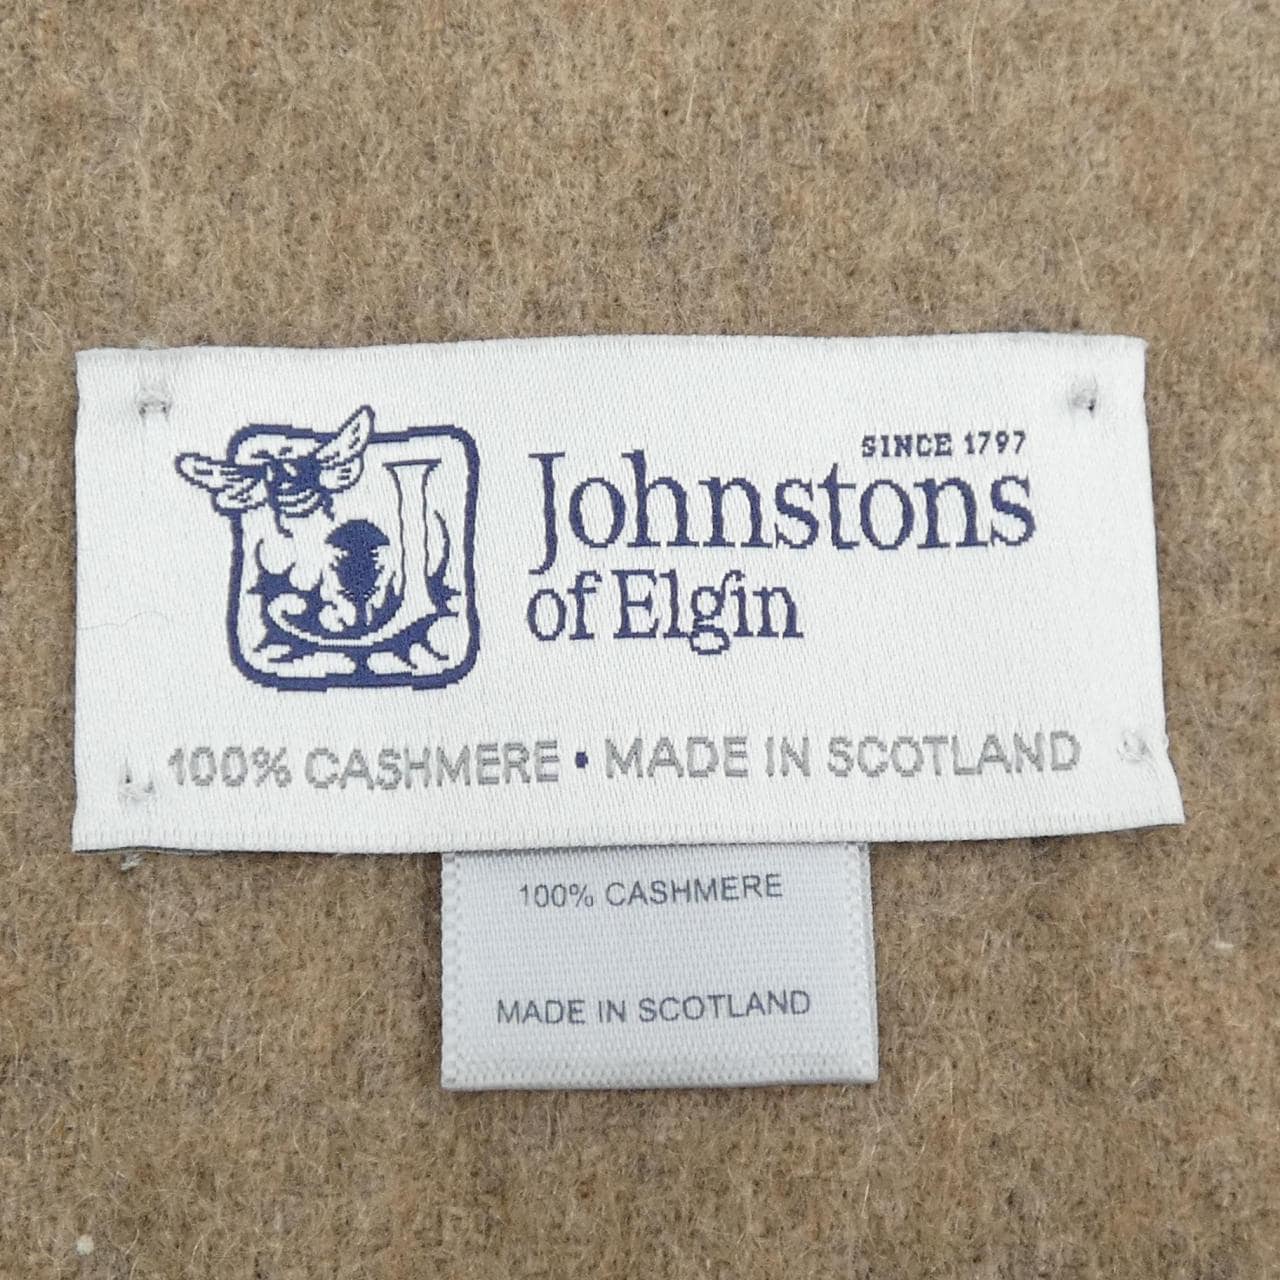 SINCE 1797
Johnstons
of Elgin
100% CASHMERE • MADE IN SCOTLAND
100% CASHMERE
MADE IN SCOTLAND